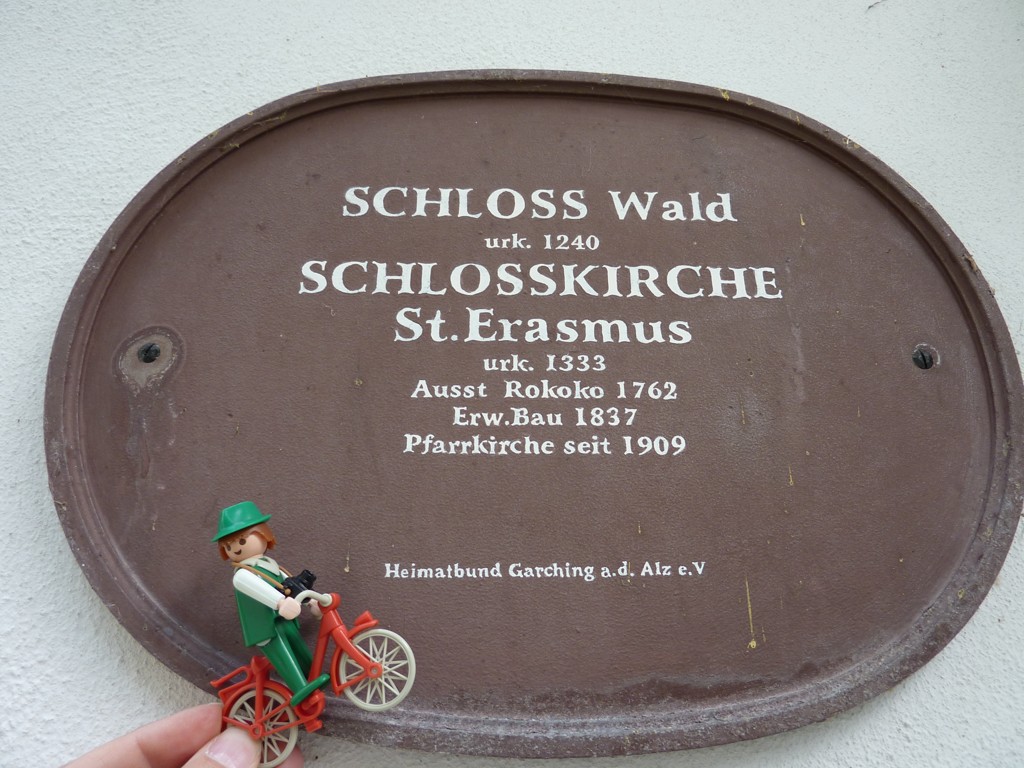 SCHLOSS Wald
urk. 1240
SCHLOSSKIRCHE
St. Erasmus
urk. 1333
Ausst Rokoko 1762
Erw. Bau 1837
Pfarrkirche seit 1909
Heimatbund Garching a.d. Alz e.V